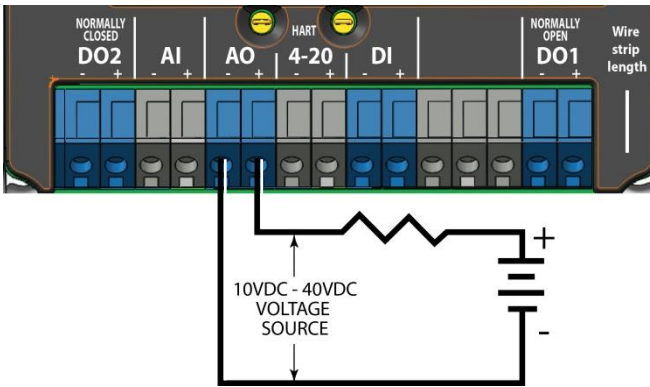 NORMALLY
CLOSED
DO2
- +
AI
- +
AO
- +
HART
4-20
- +
DI
- +
NORMALLY
OPEN
DO1
- +
Wire
strip
length
+
10VDC - 40VDC
VOLTAGE
SOURCE
-